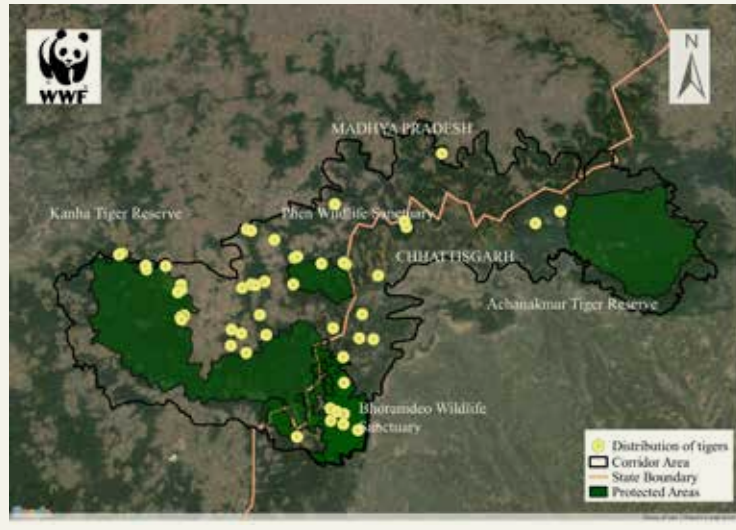 WWF
N
MADHYA PRADESH
Kanha Tiger Reserve
Phen Wildlife Sanctuary
CHHATTISGARH
Achanakmar Tiger Reserve
Bhoramdeo Wildlife
Sanctuary
Distribution of tigers
Corridor Area
State Boundary
Protected Areas